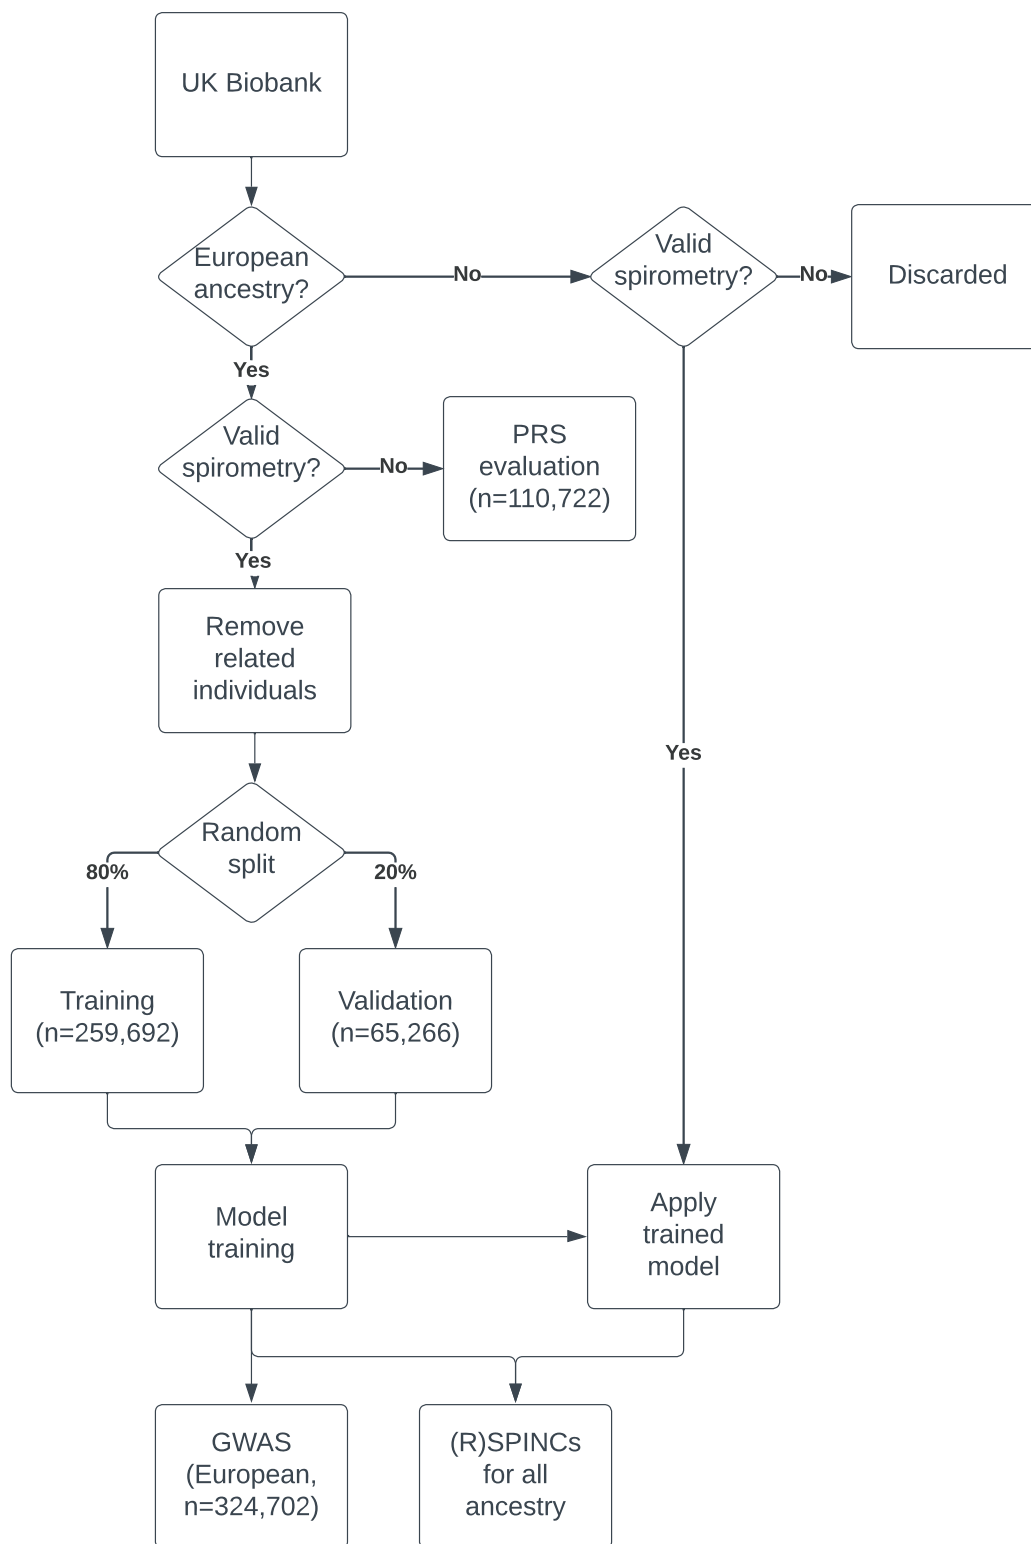 UK Biobank
European
ancestry?
No
Valid
spirometry?
No
Discarded
Yes
Valid
spirometry?
No
PRS
evaluation
(n=110,722)
Yes
Remove
related
individuals
Yes
Random
split
80%
20%
Training
(n=259,692)
Validation
(n=65,266)
Model
training
Apply
trained
model
GWAS
(European,
n=324,702)
(R)SPINCs
for all
ancestry